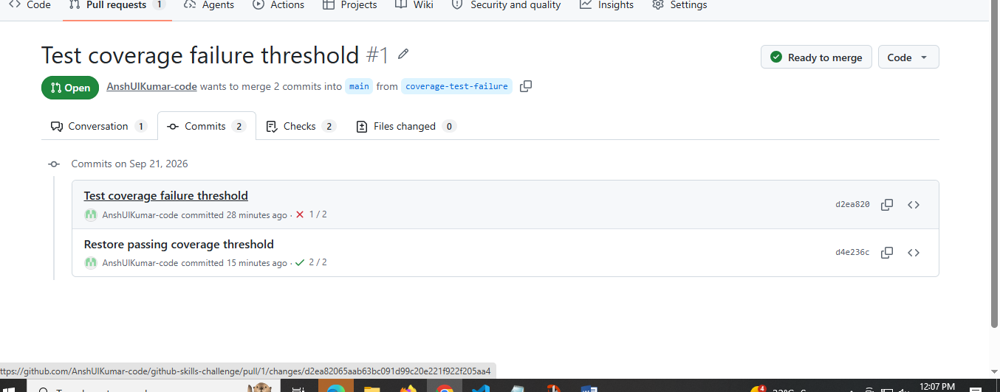 Code Pull requests 1 Agents Actions Projects Wiki Security and quality Insights Settings
Test coverage failure threshold #1
Ready to merge
Code
Open AnshUlKumar-code wants to merge 2 commits into main from coverage-test-failure
Conversation 1 Commits 2 Checks 2 Files changed 0
Commits on Sep 21, 2026
Test coverage failure threshold
AnshUlKumar-code committed 28 minutes ago · 1 / 2
d2ea820
Restore passing coverage threshold
AnshUlKumar-code committed 15 minutes ago · 2 / 2
d4e236c
ttps://github.com/AnshUlKumar-code/github-skills-challenge/pull/1/changes/d2ea82065aab63bc091d99c20e221f922f205aa4
4
12:07 PM